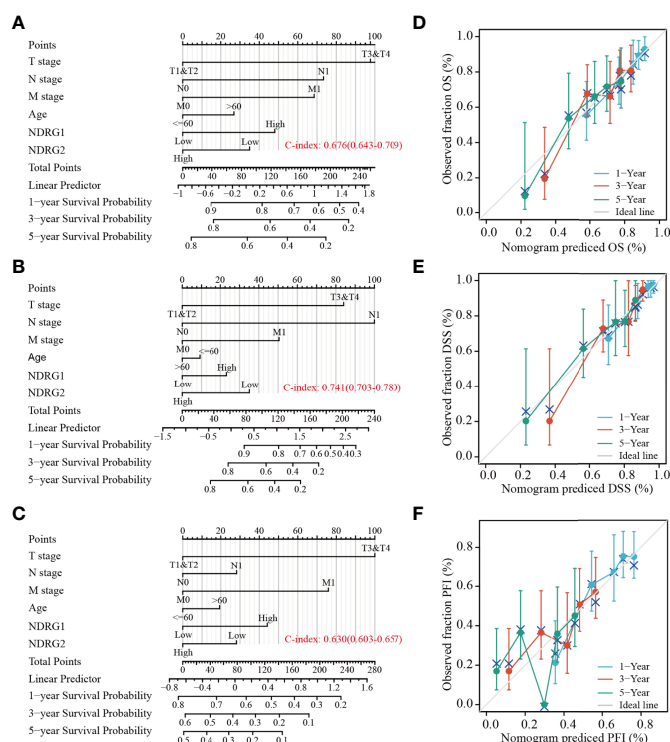 A
Points
0 20 40 60 80 100
T stage
T1&T2 T3&T4
N stage
N0 N1
M stage
M0 M1
Age
<=60 >60
NDRG1
Low High
NDRG2
High Low
C-index: 0.676(0.643-0.709)
Total Points
0 40 80 120 160 200 240
Linear Predictor
−1 −0.6 −0.2 0.2 0.6 1 1.4 1.8
1−year Survival Probability
0.9 0.8 0.7 0.6 0.5 0.4
3−year Survival Probability
0.8 0.6 0.4 0.2
5−year Survival Probability
0.8 0.6 0.4 0.2
B
Points
0 20 40 60 80 100
T stage
T1&T2 T3&T4
N stage
N0 N1
M stage
M0 M1
Age
>60 <=60
NDRG1
Low High
NDRG2
High Low
C-index: 0.741(0.703-0.783)
Total Points
0 40 80 120 160 200 240
Linear Predictor
−1.5 −0.5 0.5 1.5 2.5
1−year Survival Probability
0.9 0.8 0.7 0.6 0.5 0.4 0.3
3−year Survival Probability
0.8 0.6 0.4 0.2
5−year Survival Probability
0.8 0.6 0.4 0.2
C
Points
0 20 40 60 80 100
T stage
T1&T2 T3&T4
N stage
N0 N1
M stage
M0 M1
Age
<=60 >60
NDRG1
Low High
NDRG2
High Low
C-index: 0.630(0.603-0.657)
Total Points
0 40 80 120 160 200 240 280
Linear Predictor
−0.8 −0.4 0 0.4 0.8 1.2 1.6
1−year Survival Probability
0.8 0.7 0.6 0.5 0.4 0.3 0.2
3−year Survival Probability
0.6 0.5 0.4 0.3 0.2 0.1
5−year Survival Probability
0.5 0.4 0.3 0.2 0.1
D
Observed fraction OS (%)
1.0
0.8
0.6
0.4
0.2
0.0
1-Year
3-Year
5-Year
Ideal line
0.0 0.2 0.4 0.6 0.8 1.0
Nomogram prediced OS (%)
E
Observed fraction DSS (%)
1.0
0.8
0.6
0.4
0.2
0.0
1-Year
3-Year
5-Year
Ideal line
0.0 0.2 0.4 0.6 0.8 1.0
Nomogram prediced DSS (%)
F
Observed fraction PFI (%)
0.8
0.6
0.4
0.2
0.0
1-Year
3-Year
5-Year
Ideal line
0.0 0.2 0.4 0.6 0.8
Nomogram prediced PFI (%)